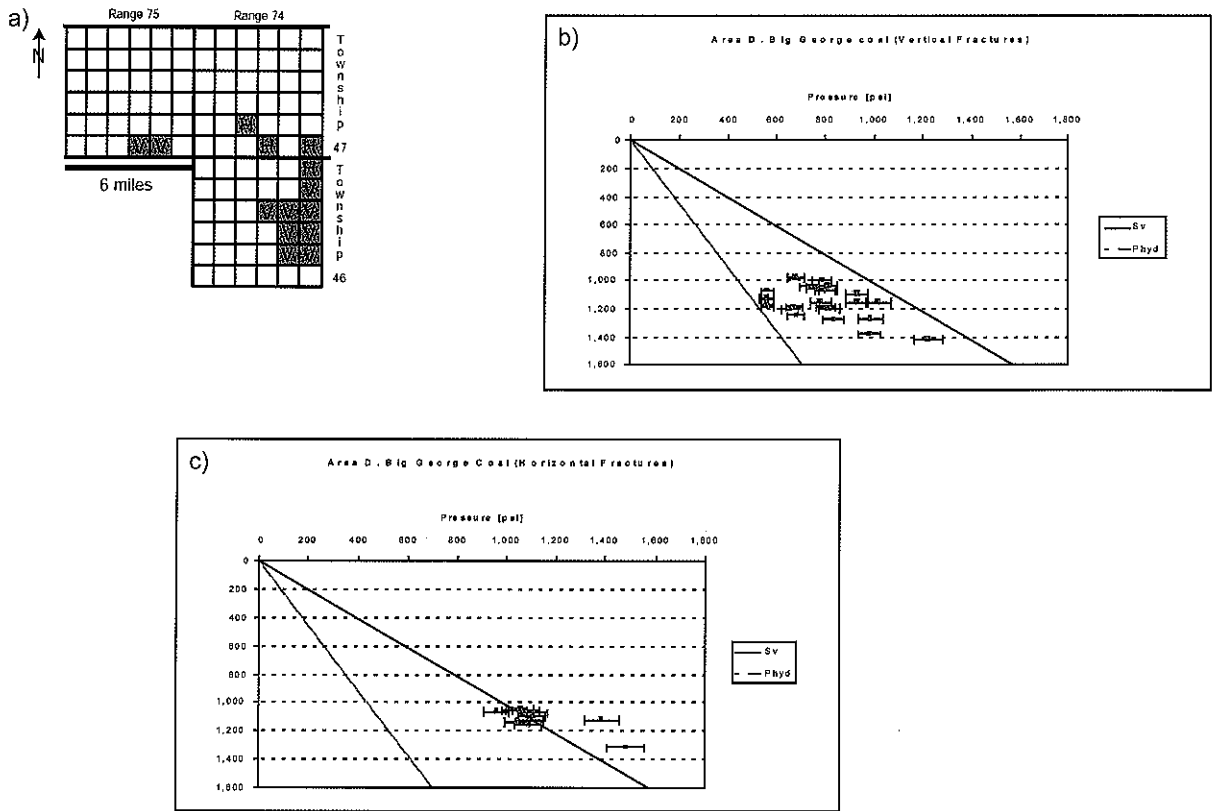 a)
Range 75 Range 74
N
Township
47
6 miles
Township
46
b)
Area D. Big George coal (Vertical Fractures)
Pressure [psi]
0 200 400 600 800 1,000 1,200 1,400 1,600 1,800
0
200
400
600
800
1,000
1,200
1,400
1,600
Sv
Phyd
c)
Area D. Big George Coal (Horizontal Fractures)
Pressure [psi]
0 200 400 600 800 1,000 1,200 1,400 1,600 1,800
0
200
400
600
800
1,000
1,200
1,400
1,600
Sv
Phyd